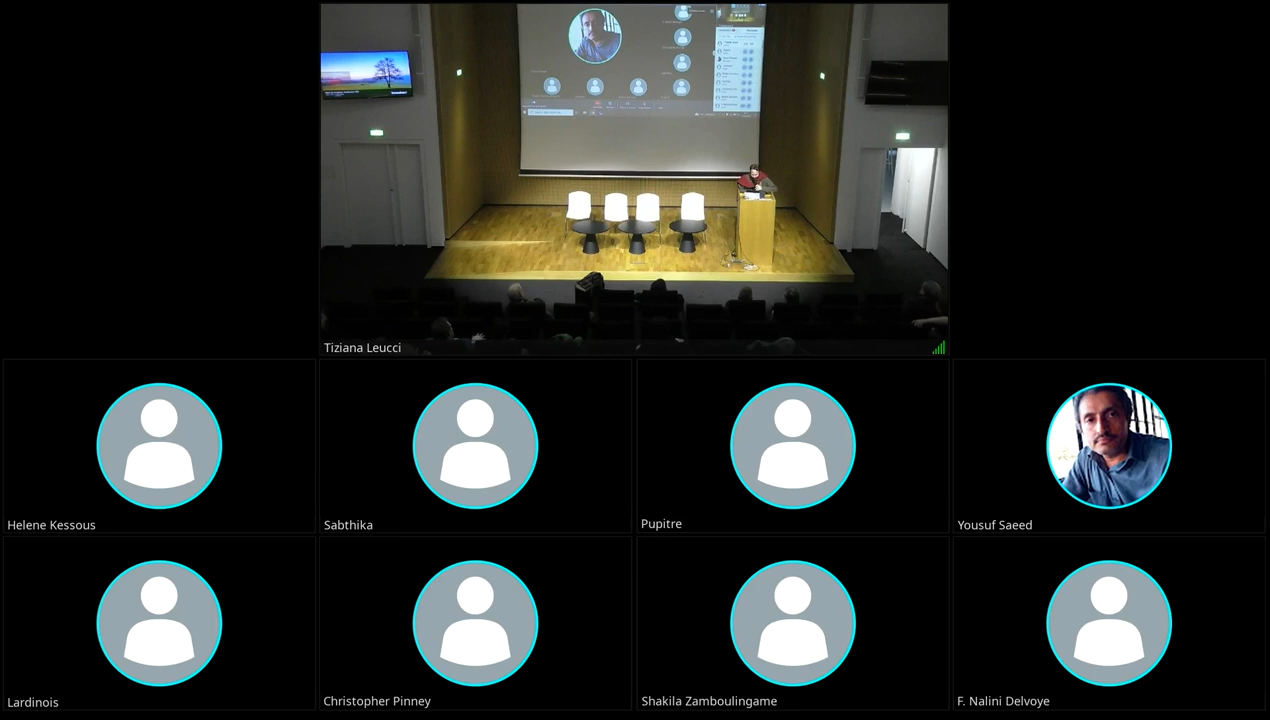 Tiziana Leucci
Helene Kessous
Sabthika
Pupitre
Yousuf Saeed
Lardinois
Christopher Pinney
Shakila Zamboulingame
F. Nalini Delvoye